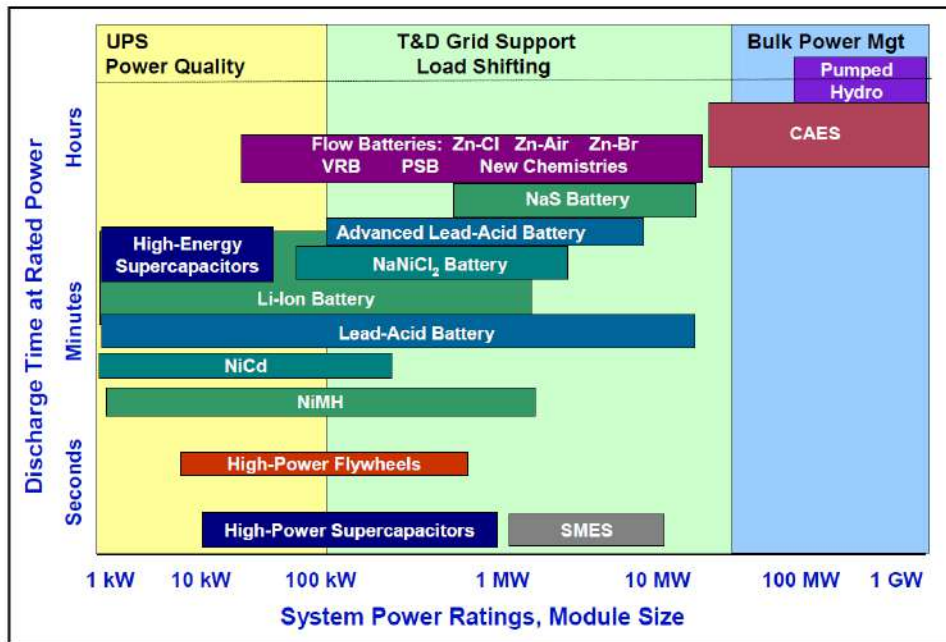 UPS
Power Quality
T&D Grid Support
Load Shifting
Bulk Power Mgt
Pumped
Hydro
CAES
Flow Batteries: Zn-Cl Zn-Air Zn-Br
VRB PSB New Chemistries
NaS Battery
Advanced Lead-Acid Battery
High-Energy
Supercapacitors
NaNiCl₂ Battery
Li-Ion Battery
Lead-Acid Battery
NiCd
NiMH
High-Power Flywheels
High-Power Supercapacitors
SMES
Discharge Time at Rated Power
Hours
Minutes
Seconds
1 kW 10 kW 100 kW 1 MW 10 MW 100 MW 1 GW
System Power Ratings, Module Size